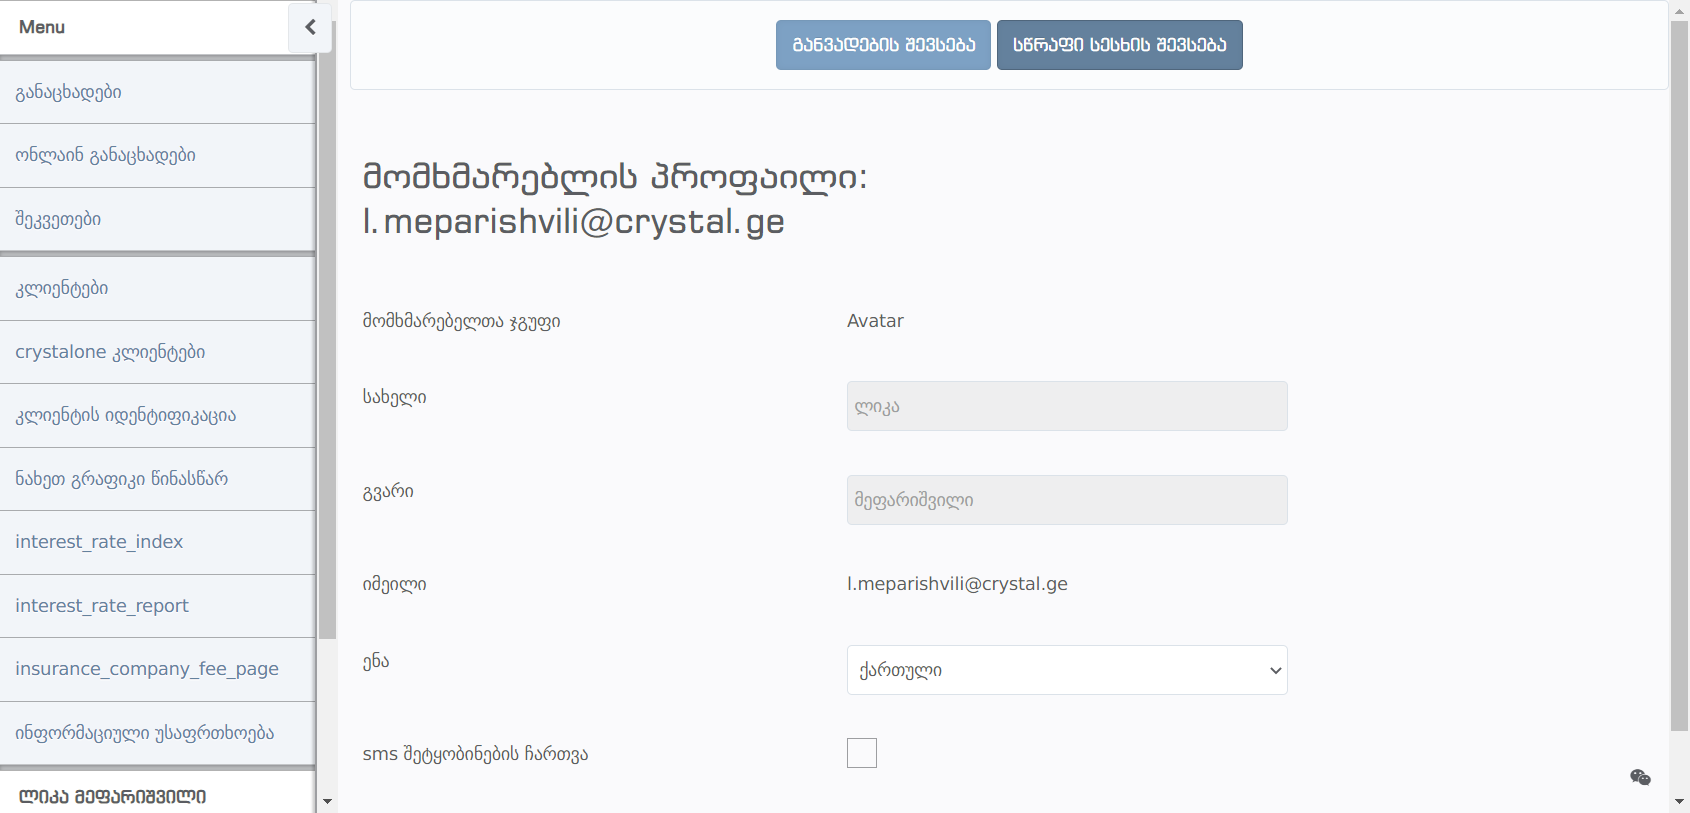 Menu
განაცხადები
ონლაინ განაცხადები
შეკვეთები
კლიენტები
crystalone კლიენტები
კლიენტის იდენტიფიკაცია
ნახეთ გრაფიკი წინასწარ
interest_rate_index
interest_rate_report
insurance_company_fee_page
ინფორმაციული უსაფრთხოება
ლიკა მეფარიშვილი
განვადების შევსება
სწრაფი სესხის შევსება
მომხმარებლის პროფაილი:
l.meparishvili@crystal.ge
მომხმარებელთა ჯგუფი
Avatar
სახელი
ლიკა
გვარი
მეფარიშვილი
იმეილი
l.meparishvili@crystal.ge
ენა
ქართული
sms შეტყობინების ჩართვა